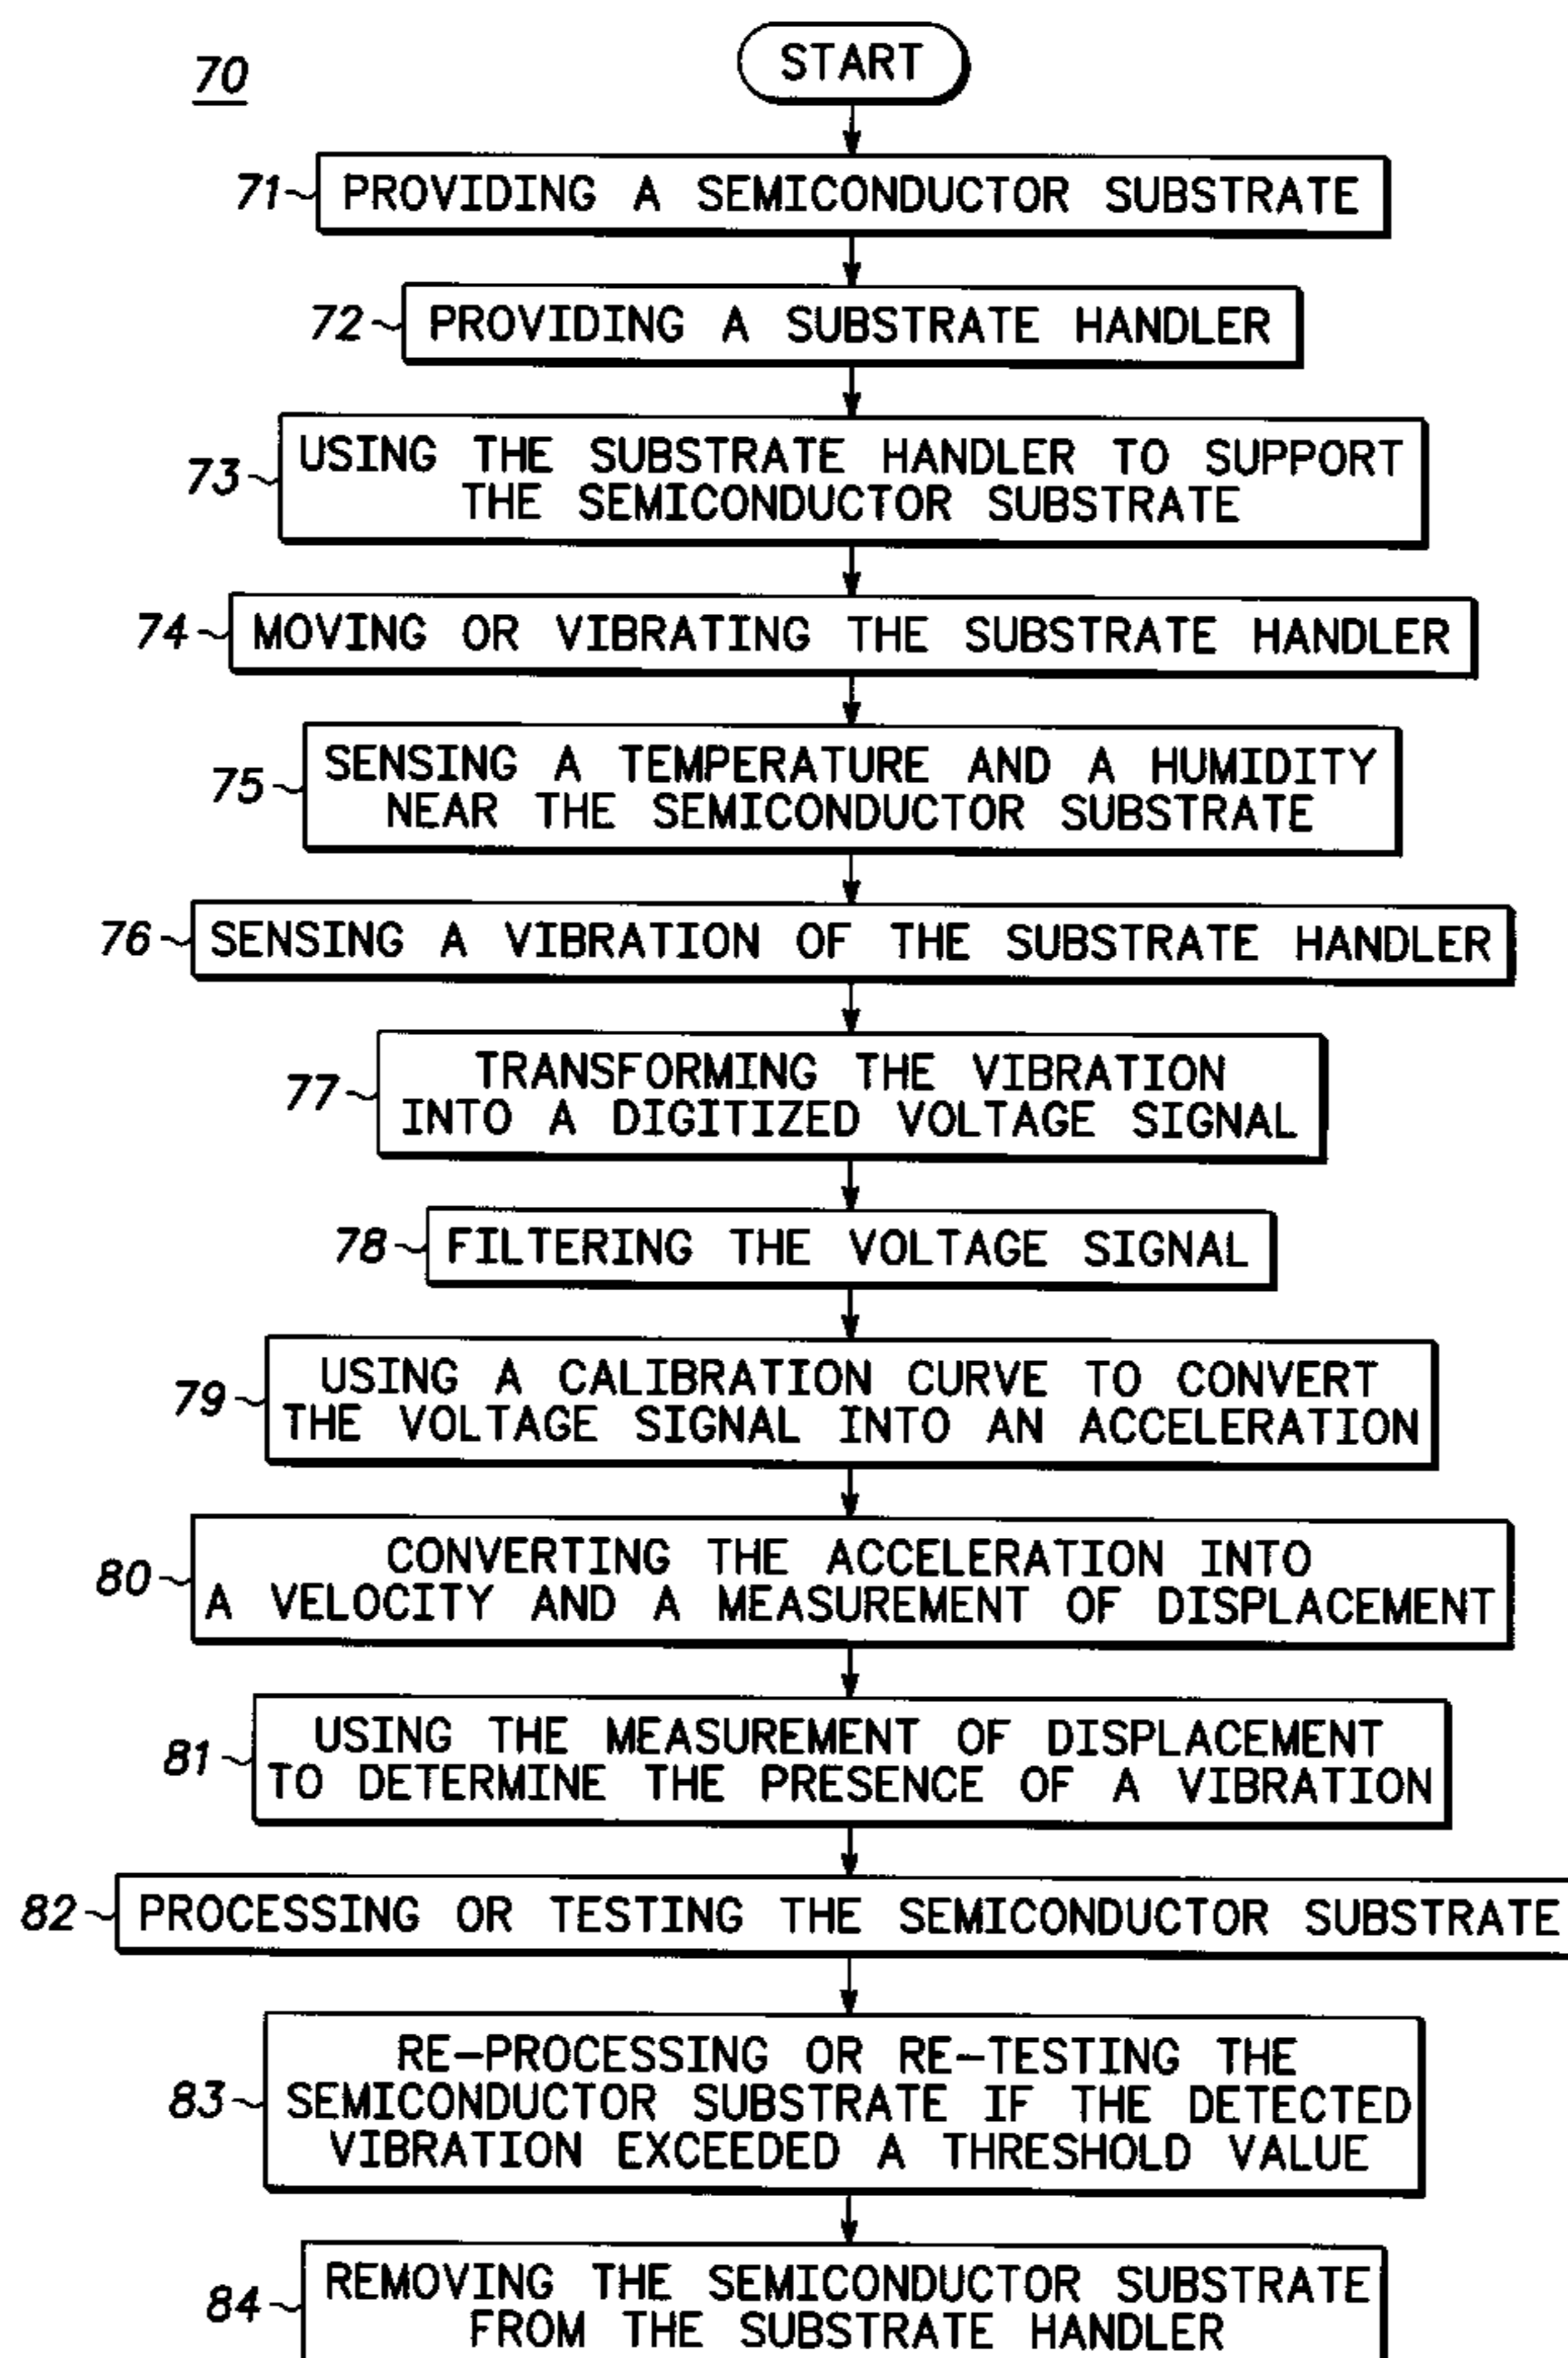 70
START
71 PROVIDING A SEMICONDUCTOR SUBSTRATE
72 PROVIDING A SUBSTRATE HANDLER
73 USING THE SUBSTRATE HANDLER TO SUPPORT
THE SEMICONDUCTOR SUBSTRATE
74 MOVING OR VIBRATING THE SUBSTRATE HANDLER
75 SENSING A TEMPERATURE AND A HUMIDITY
NEAR THE SEMICONDUCTOR SUBSTRATE
76 SENSING A VIBRATION OF THE SUBSTRATE HANDLER
77 TRANSFORMING THE VIBRATION
INTO A DIGITIZED VOLTAGE SIGNAL
78 FILTERING THE VOLTAGE SIGNAL
79 USING A CALIBRATION CURVE TO CONVERT
THE VOLTAGE SIGNAL INTO AN ACCELERATION
80 CONVERTING THE ACCELERATION INTO
A VELOCITY AND A MEASUREMENT OF DISPLACEMENT
81 USING THE MEASUREMENT OF DISPLACEMENT
TO DETERMINE THE PRESENCE OF A VIBRATION
82 PROCESSING OR TESTING THE SEMICONDUCTOR SUBSTRATE
83 RE-PROCESSING OR RE-TESTING THE
SEMICONDUCTOR SUBSTRATE IF THE DETECTED
VIBRATION EXCEEDED A THRESHOLD VALUE
84 REMOVING THE SEMICONDUCTOR SUBSTRATE
FROM THE SUBSTRATE HANDLER